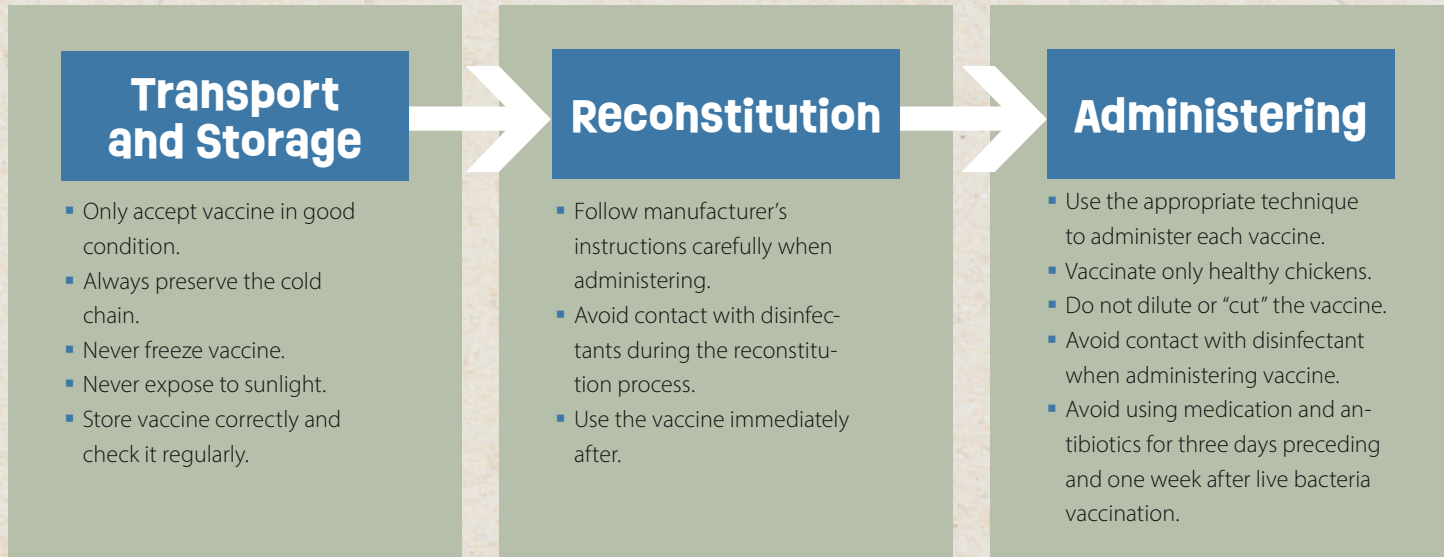 Transport
and Storage
▪ Only accept vaccine in good
condition.
▪ Always preserve the cold
chain.
▪ Never freeze vaccine.
▪ Never expose to sunlight.
▪ Store vaccine correctly and
check it regularly.
Reconstitution
▪ Follow manufacturer’s
instructions carefully when
administering.
▪ Avoid contact with disinfec-
tants during the reconstitu-
tion process.
▪ Use the vaccine immediately
after.
Administering
▪ Use the appropriate technique
to administer each vaccine.
▪ Vaccinate only healthy chickens.
▪ Do not dilute or “cut” the vaccine.
▪ Avoid contact with disinfectant
when administering vaccine.
▪ Avoid using medication and an-
tibiotics for three days preceding
and one week after live bacteria
vaccination.